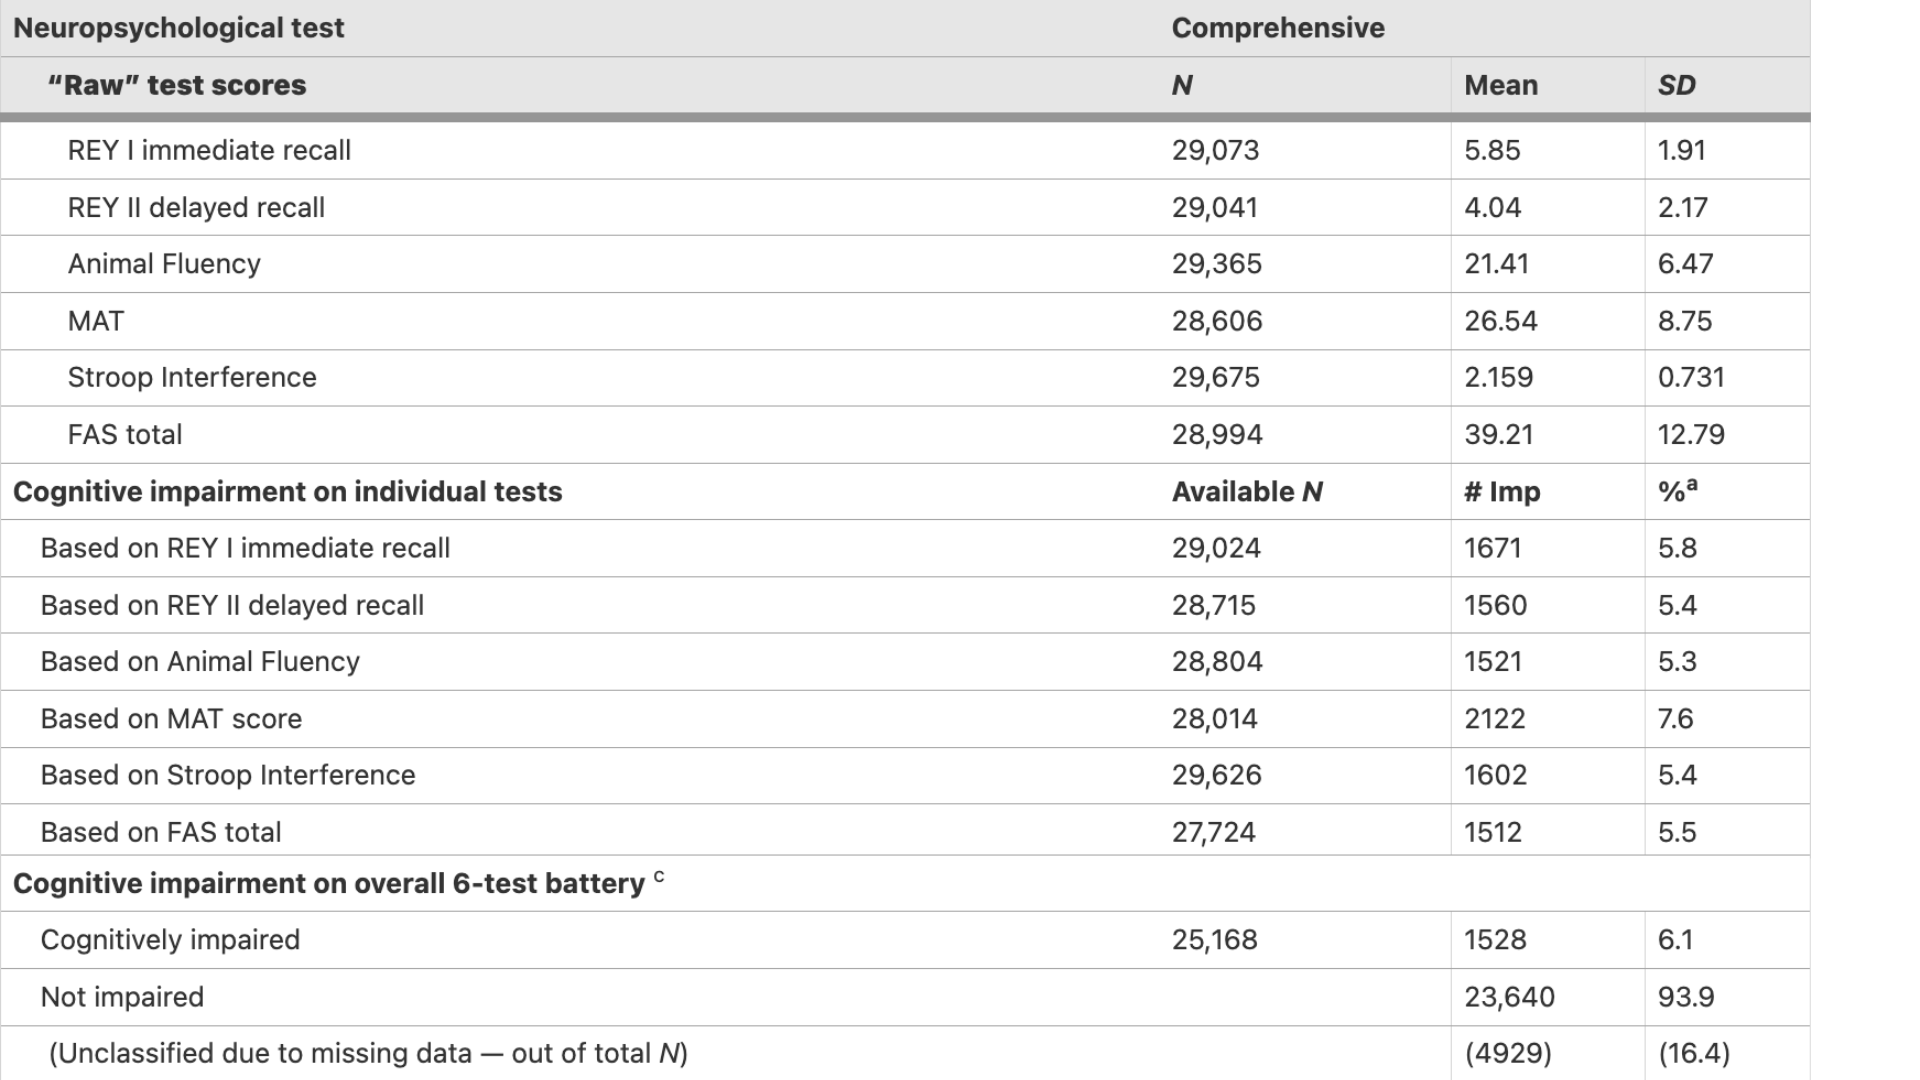 Neuropsychological test Comprehensive
“Raw” test scores N Mean SD
REY I immediate recall 29,073 5.85 1.91
REY II delayed recall 29,041 4.04 2.17
Animal Fluency 29,365 21.41 6.47
MAT 28,606 26.54 8.75
Stroop Interference 29,675 2.159 0.731
FAS total 28,994 39.21 12.79
Cognitive impairment on individual tests Available N # Imp %a
Based on REY I immediate recall 29,024 1671 5.8
Based on REY II delayed recall 28,715 1560 5.4
Based on Animal Fluency 28,804 1521 5.3
Based on MAT score 28,014 2122 7.6
Based on Stroop Interference 29,626 1602 5.4
Based on FAS total 27,724 1512 5.5
Cognitive impairment on overall 6-test battery c
Cognitively impaired 25,168 1528 6.1
Not impaired 23,640 93.9
(Unclassified due to missing data — out of total N) (4929) (16.4)